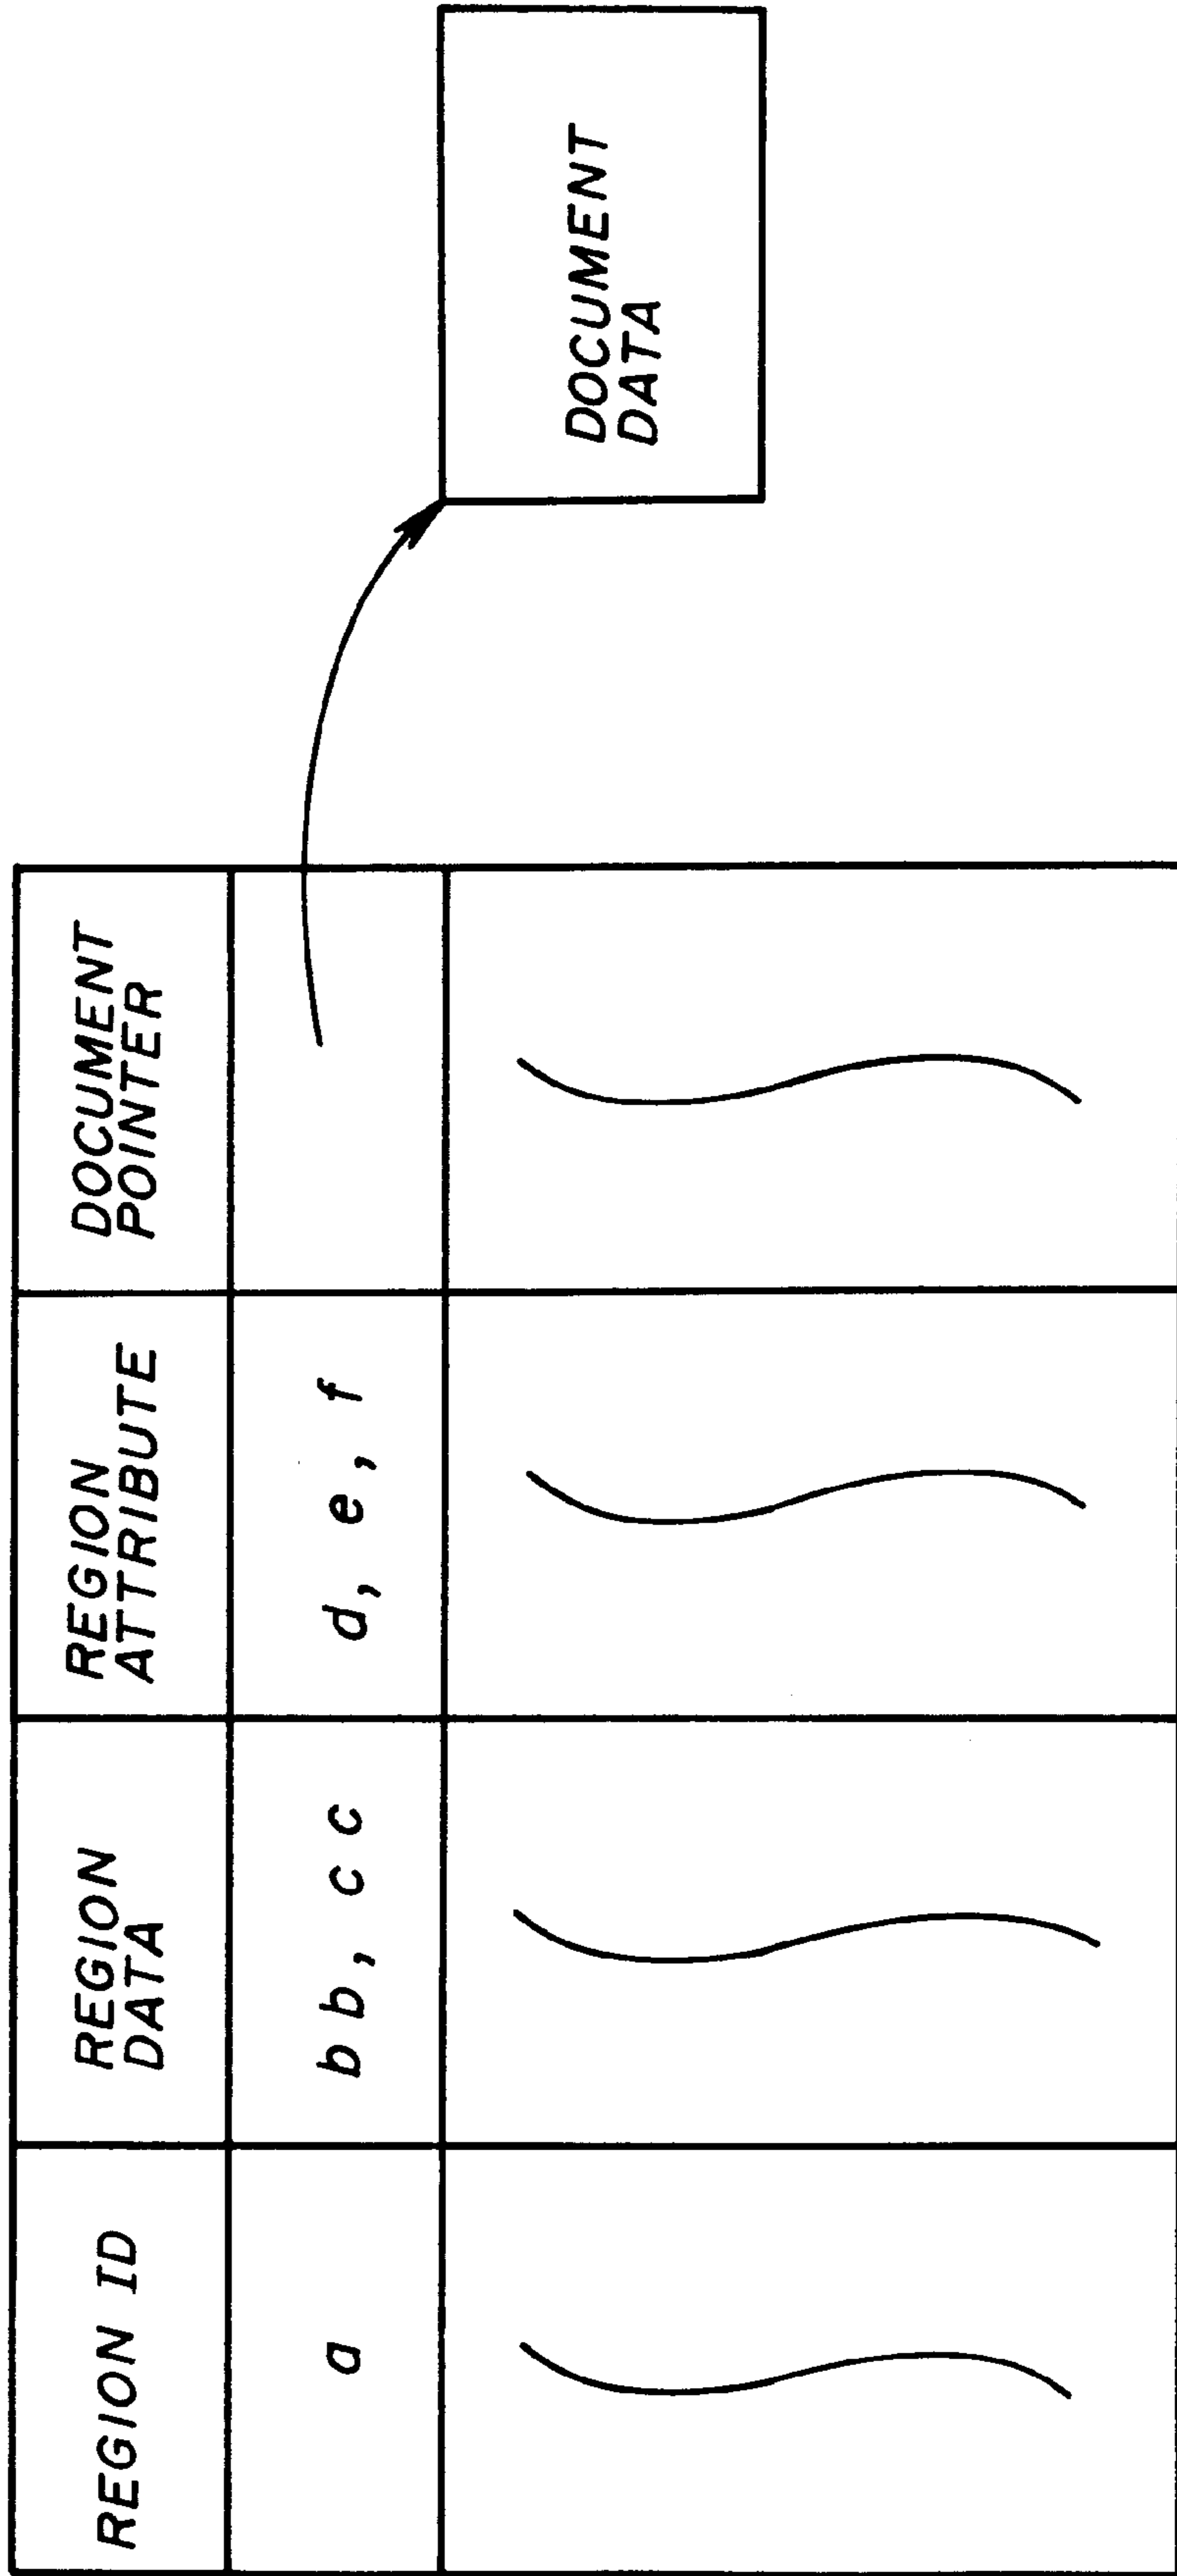 REGION ID
REGION
DATA
REGION
ATTRIBUTE
DOCUMENT
POINTER
a
bb, cc
d, e, f
DOCUMENT
DATA